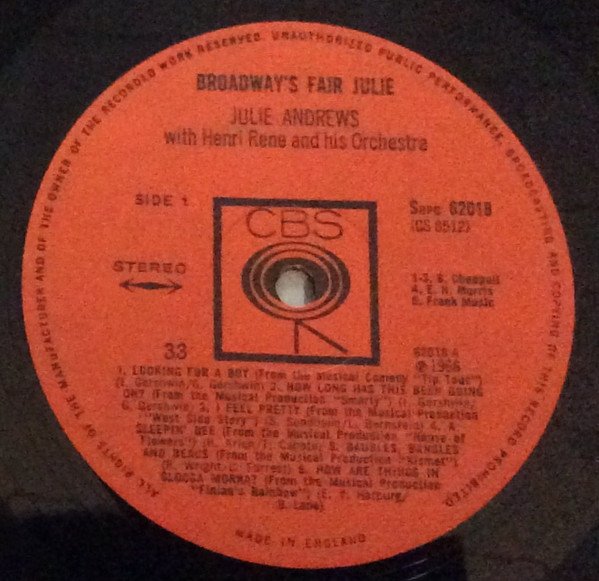 ALL RIGHTS OF THE MANUFACTURER AND OF THE OWNER OF THE RECORDED WORK RESERVED. UNAUTHORISED PUBLIC PERFORMANCE, BROADCASTING AND COPYING OF THIS RECORD PROHIBITED.
BROADWAY'S FAIR JULIE
JULIE ANDREWS
with Henri Rene and his Orchestra
SIDE 1
CBS
62018
(CS 8512)
STEREO
1-3, 6. Chappell
4. E. H. Morris
5. Frank Music
33
62018 A
℗ 1966
1. LOOKING FOR A BOY (From the Musical Comedy "Tip Toes")
(I. Gershwin/G. Gershwin) 2. HOW LONG HAS THIS BEEN GOING
ON? (From the Musical Production "Smarty") (I. Gershwin/
G. Gershwin) 3. I FEEL PRETTY (From the Musical Production
"West Side Story") (S. Sondheim/L. Bernstein) 4. A
SLEEPIN' BEE (From the Musical Production "House of
Flowers") (H. Arlen/T. Capote) 5. BAUBLES, BANGLES
AND BEADS (From the Musical Production "Kismet")
(R. Wright/C. Forrest) 6. HOW ARE THINGS IN
GLOCCA MORRA? (From the Musical Production
"Finian's Rainbow") (E. Y. Harburg/
B. Lane)
MADE IN ENGLAND